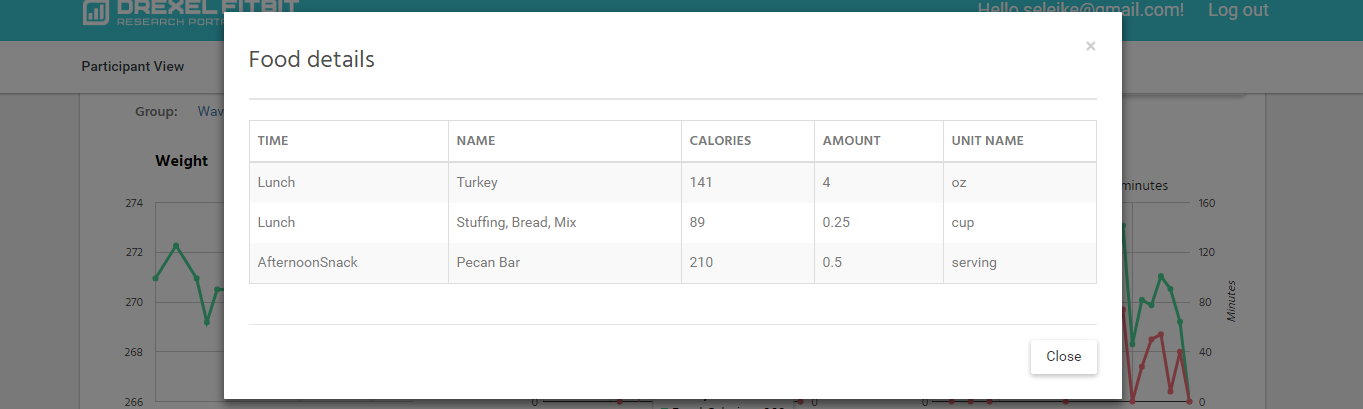 DREXEL FITBIT
RESEARCH PORT
Hello seleike@gmail.com! Log out
Participant View
Group: Wav
Food details
×
TIME NAME CALORIES AMOUNT UNIT NAME
Lunch Turkey 141 4 oz
Lunch Stuffing, Bread, Mix 89 0.25 cup
AfternoonSnack Pecan Bar 210 0.5 serving
Close
Weight
274
272
270
268
266
minutes
160
120
80
40
0
Minutes
0
0
0